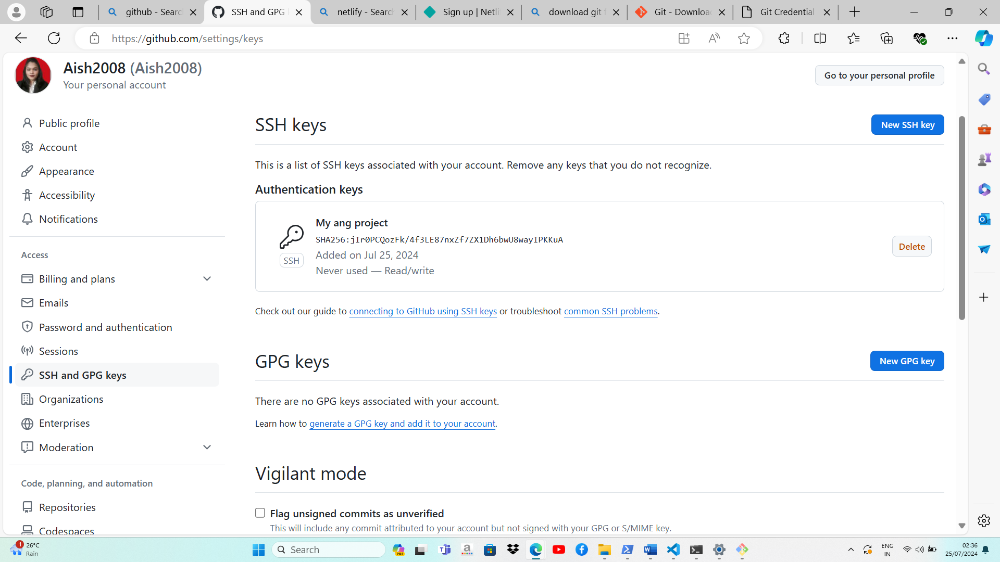 github - Searc
SSH and GPG
netlify - Search
Sign up | Netli
download git f
Git - Download
Git Credential
https://github.com/settings/keys
Aish2008 (Aish2008)
Your personal account
Go to your personal profile
Public profile
Account
Appearance
Accessibility
Notifications
Access
Billing and plans
Emails
Password and authentication
Sessions
SSH and GPG keys
Organizations
Enterprises
Moderation
Code, planning, and automation
Repositories
Codespaces
SSH keys
New SSH key
This is a list of SSH keys associated with your account. Remove any keys that you do not recognize.
Authentication keys
My ang project
SHA256:jIr0PCQozFk/4f3LE87nxZf7ZX1Dh6bwU8wayIPKKuA
Added on Jul 25, 2024
Never used — Read/write
SSH
Delete
Check out our guide to connecting to GitHub using SSH keys or troubleshoot common SSH problems.
GPG keys
New GPG key
There are no GPG keys associated with your account.
Learn how to generate a GPG key and add it to your account.
Vigilant mode
Flag unsigned commits as unverified
This will include any commit attributed to your account but not signed with your GPG or S/MIME key.
1
26°C
Rain
Search
PRE
ENG
IN
02:36
25/07/2024